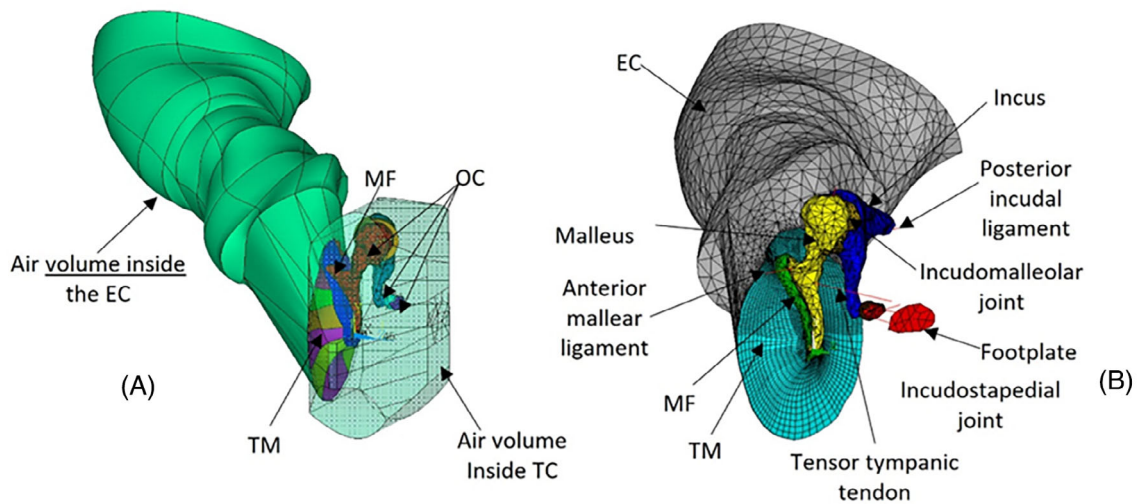 MF
OC
Air volume inside
the EC
(A)
TM
Air volume
Inside TC
EC
Incus
Posterior
incudal
ligament
Malleus
Incudomalleolar
joint
Anterior
mallear
ligament
Footplate
(B)
MF
Incudostapedial
joint
TM
Tensor tympanic
tendon